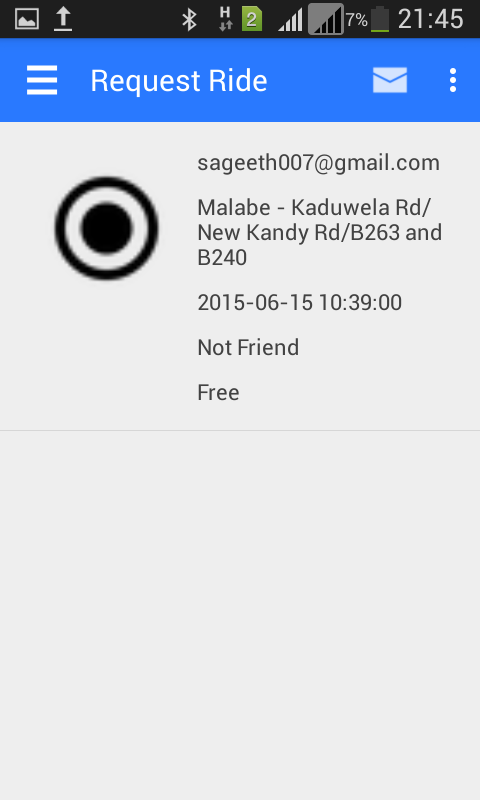 H 2 7% 21:45
Request Ride
sageeth007@gmail.com
Malabe - Kaduwela Rd/
New Kandy Rd/B263 and
B240
2015-06-15 10:39:00
Not Friend
Free